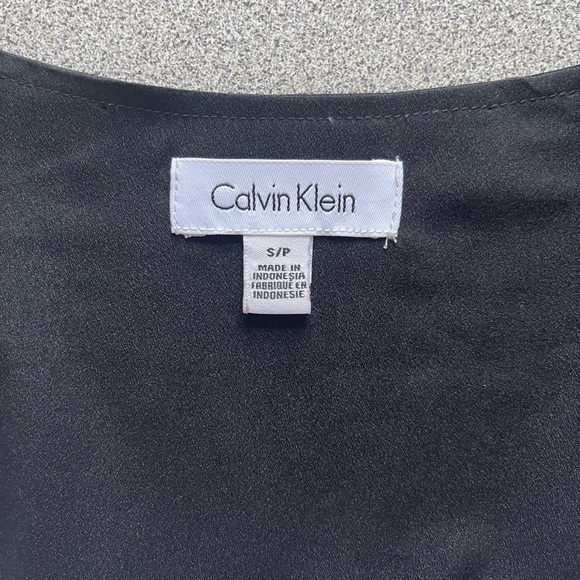 Calvin Klein
S/P
MADE IN
INDONESIA
FABRIQUE EN
INDONESIE